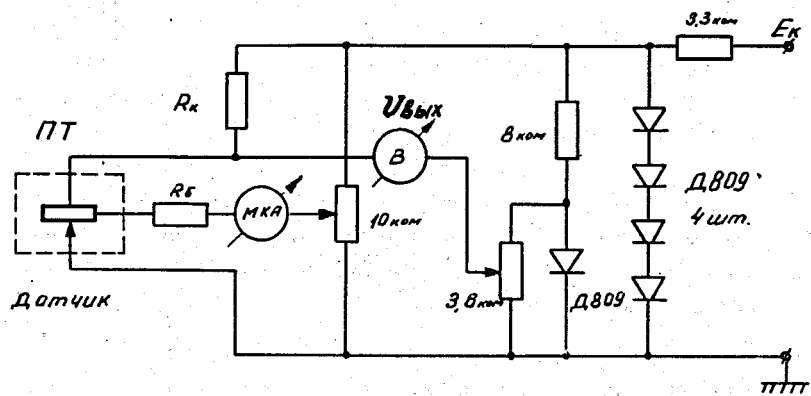 3,3 ком
Eк
Rк
Uвых
ПТ
В
8 ком
Д809
4 шт.
Rб
МКА
10 ком
3,8 ком
Д809
Датчик